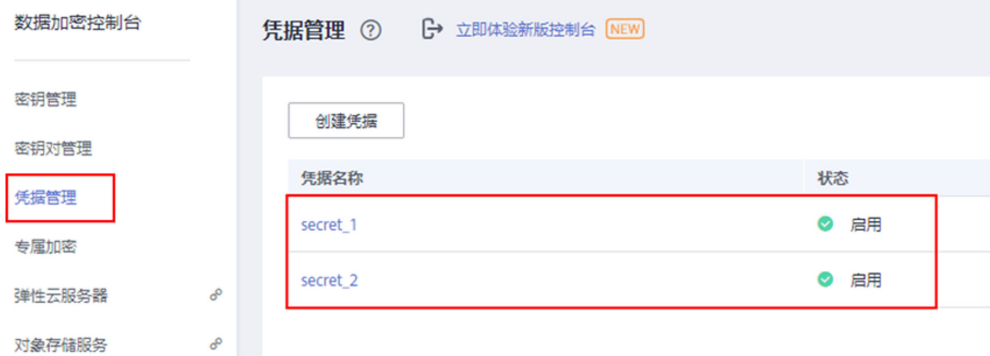 数据加密控制台
密钥管理
密钥对管理
凭据管理
专属加密
弹性云服务器
对象存储服务
凭据管理 ? 立即体验新版控制台 NEW
创建凭据
凭据名称 状态
secret_1 启用
secret_2 启用